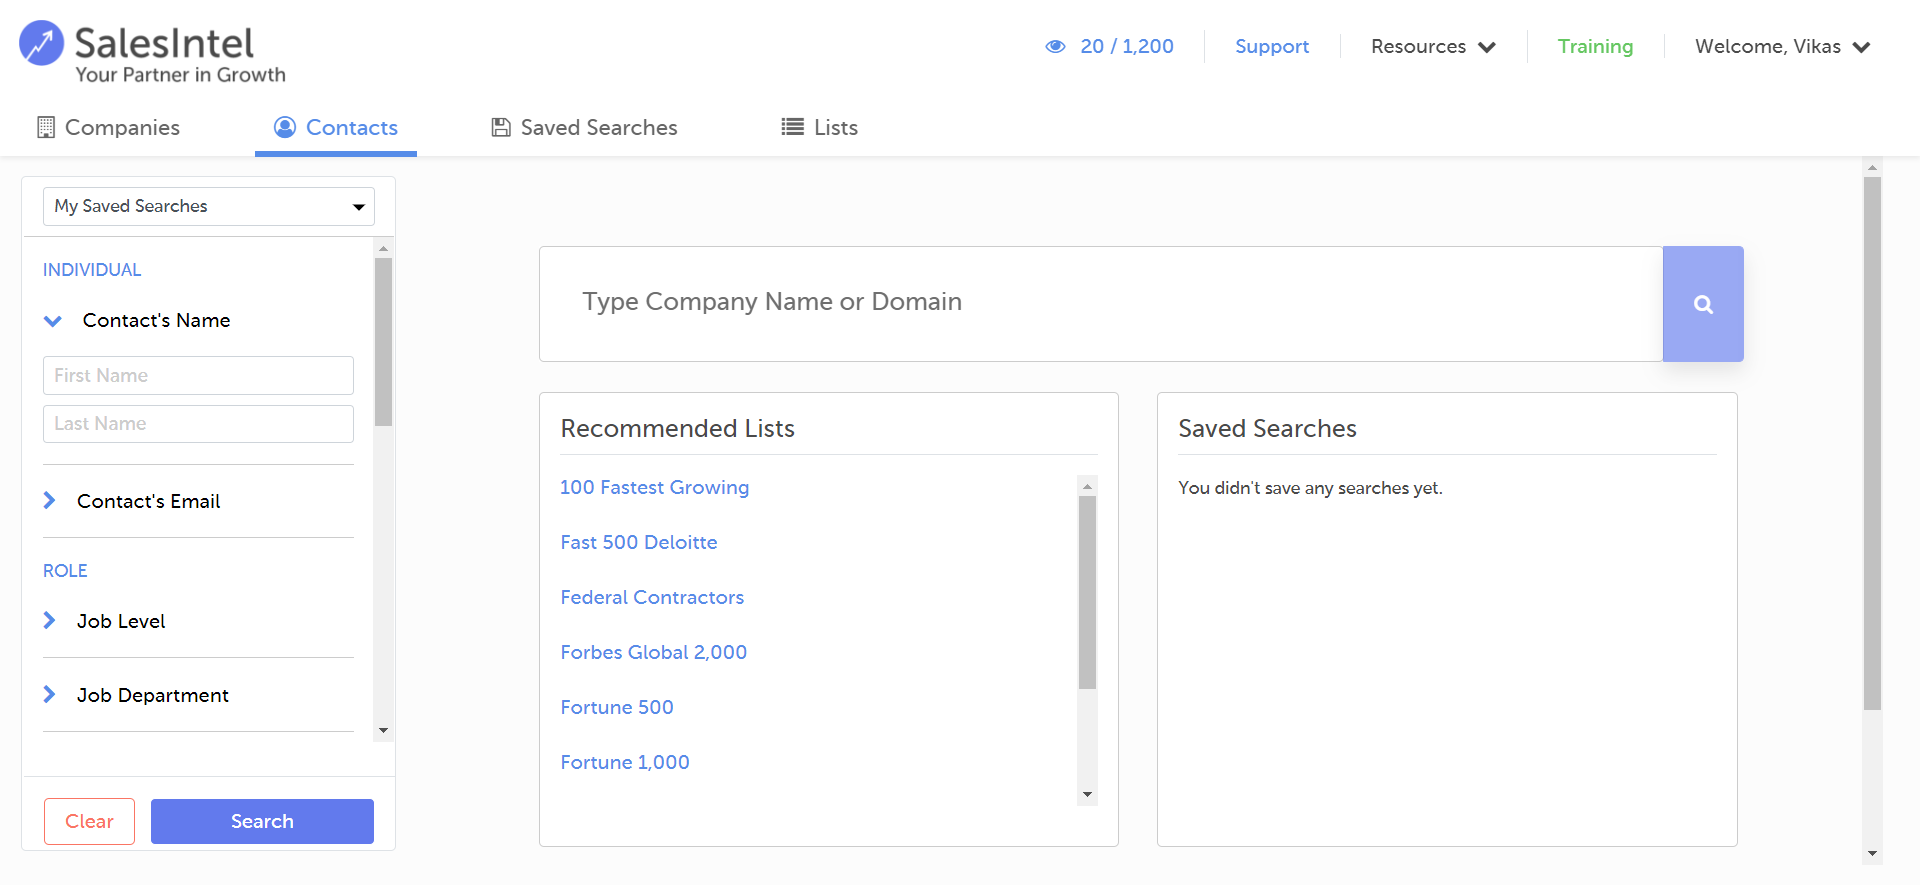 SalesIntel
Your Partner in Growth
20 / 1,200
Support
Resources
Training
Welcome, Vikas
Companies
Contacts
Saved Searches
Lists
My Saved Searches
INDIVIDUAL
Contact's Name
First Name
Last Name
Contact's Email
ROLE
Job Level
Job Department
Clear
Search
Type Company Name or Domain
Recommended Lists
100 Fastest Growing
Fast 500 Deloitte
Federal Contractors
Forbes Global 2,000
Fortune 500
Fortune 1,000
Saved Searches
You didn't save any searches yet.